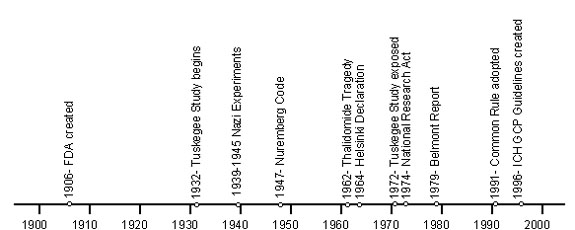 1906- FDA created
1932- Tuskegee Study begins
1939-1945 Nazi Experiments
1947- Nuremberg Code
1962- Thalidomide Tragedy
1964- Helsinki Declaration
1972- Tuskegee Study exposed
1974- National Research Act
1979- Belmont Report
1991- Common Rule adopted
1996- ICH GCP Guidelines created
1900 1910 1920 1930 1940 1950 1960 1970 1980 1990 2000